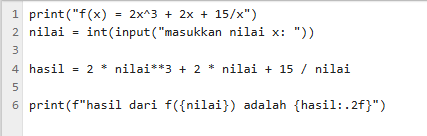 1 print("f(x) = 2x^3 + 2x + 15/x")
2 nilai = int(input("masukkan nilai x: "))
3
4 hasil = 2 * nilai**3 + 2 * nilai + 15 / nilai
5
6 print(f"hasil dari f({nilai}) adalah {hasil:.2f}")